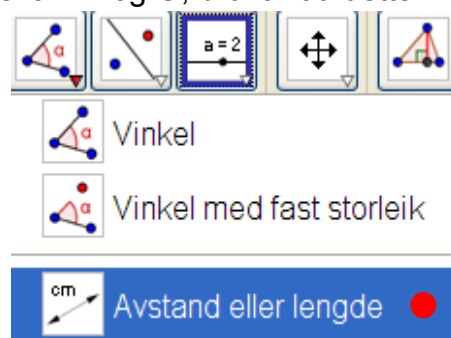 a = 2
α
Vinkel
α
Vinkel med fast storleik
α
cm
Avstand eller lengde